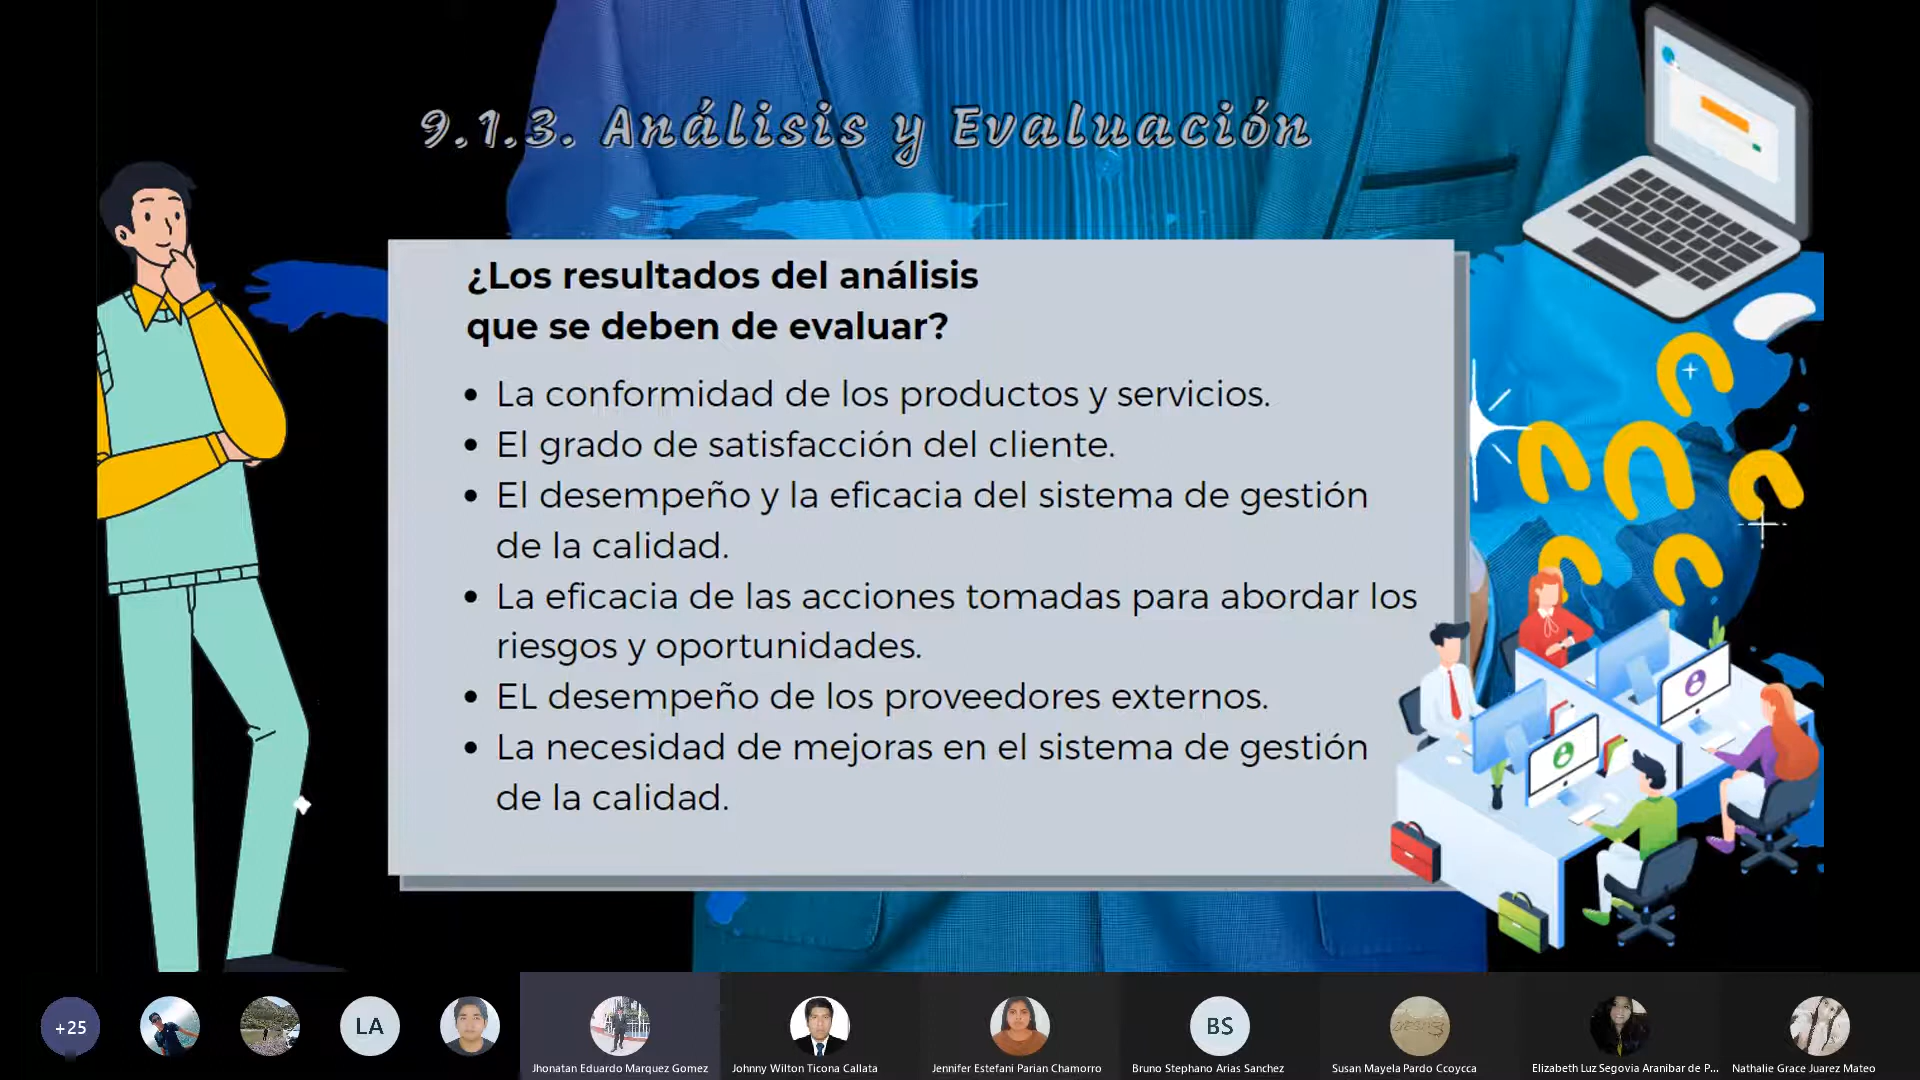 9.1.3. Análisis y Evaluación
¿Los resultados del análisis
que se deben de evaluar?
• La conformidad de los productos y servicios.
• El grado de satisfacción del cliente.
• El desempeño y la eficacia del sistema de gestión
de la calidad.
• La eficacia de las acciones tomadas para abordar los
riesgos y oportunidades.
• EL desempeño de los proveedores externos.
• La necesidad de mejoras en el sistema de gestión
de la calidad.
+25
LA
BS
Jhonatan Eduardo Marquez Gomez
Johnny Wilton Ticona Callata
Jennifer Estefani Parian Chamorro
Bruno Stephano Arias Sanchez
Susan Mayela Pardo Ccoycca
Elizabeth Luz Segovia Aranibar de P...
Nathalie Grace Juarez Mateo